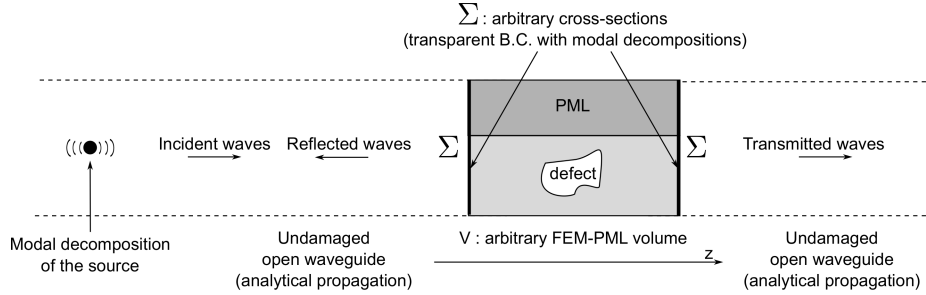 Σ : arbitrary cross-sections
(transparent B.C. with modal decompositions)
PML
Incident waves
Reflected waves
Σ
Σ
Transmitted waves
defect
Modal decomposition
of the source
Undamaged
open waveguide
(analytical propagation)
V : arbitrary FEM-PML volume
z
Undamaged
open waveguide
(analytical propagation)